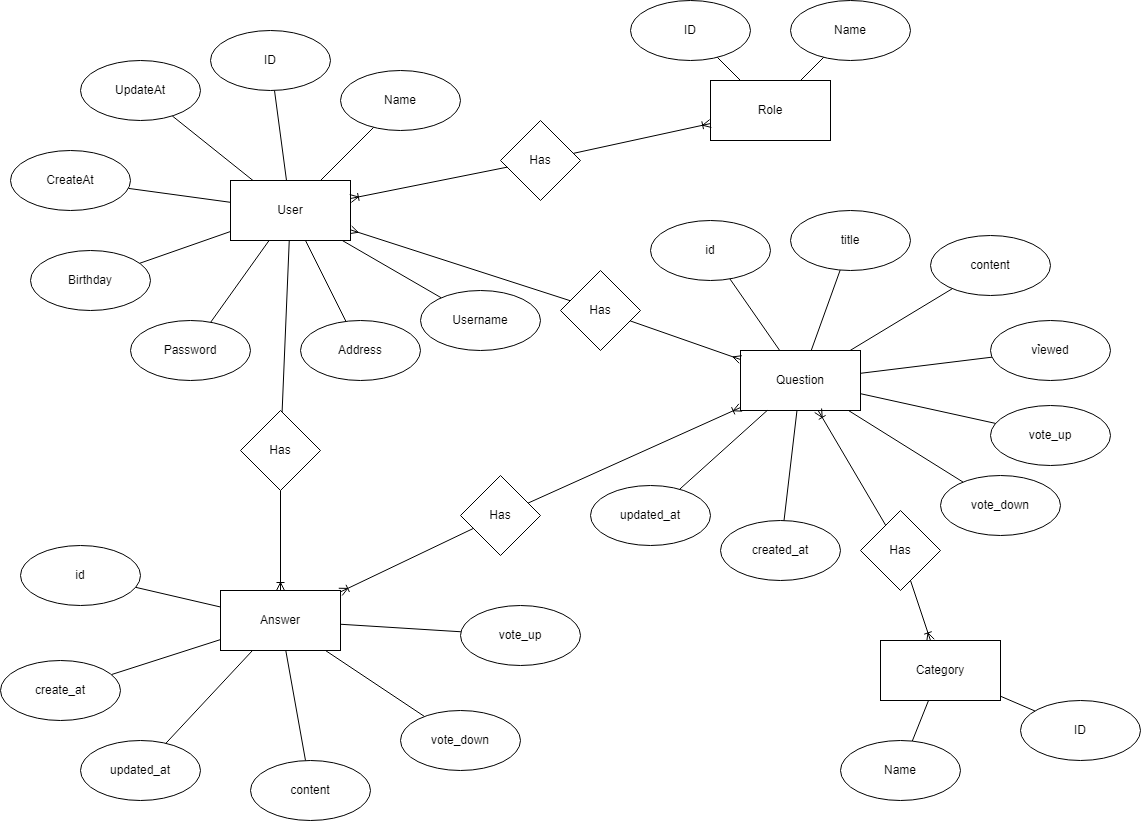 ID
Name
ID
UpdateAt
Name
Role
Has
CreateAt
User
id
title
content
Birthday
Has
Username
Password
Address
viewed
Question
vote_up
Has
vote_down
Has
updated_at
created_at
Has
id
Answer
vote_up
Category
create_at
vote_down
ID
updated_at
content
Name